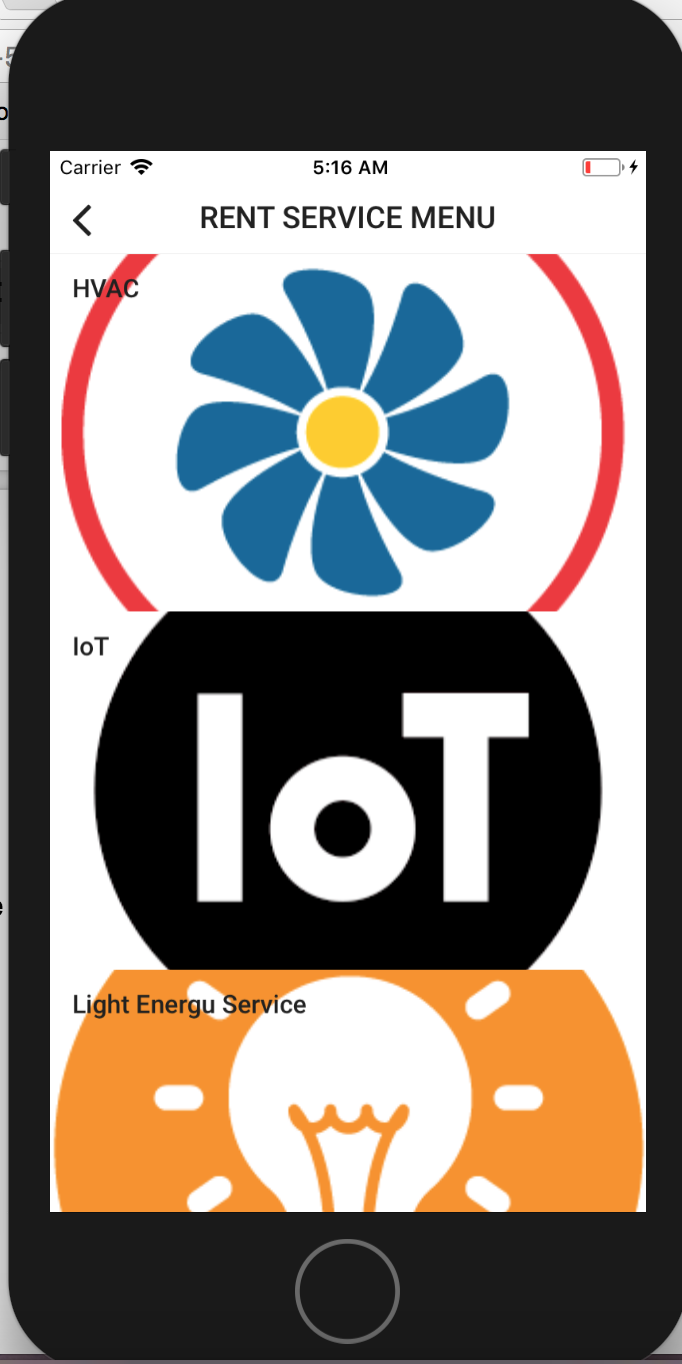 Carrier 5:16 AM
RENT SERVICE MENU
HVAC
IoT
IoT
Light Energu Service